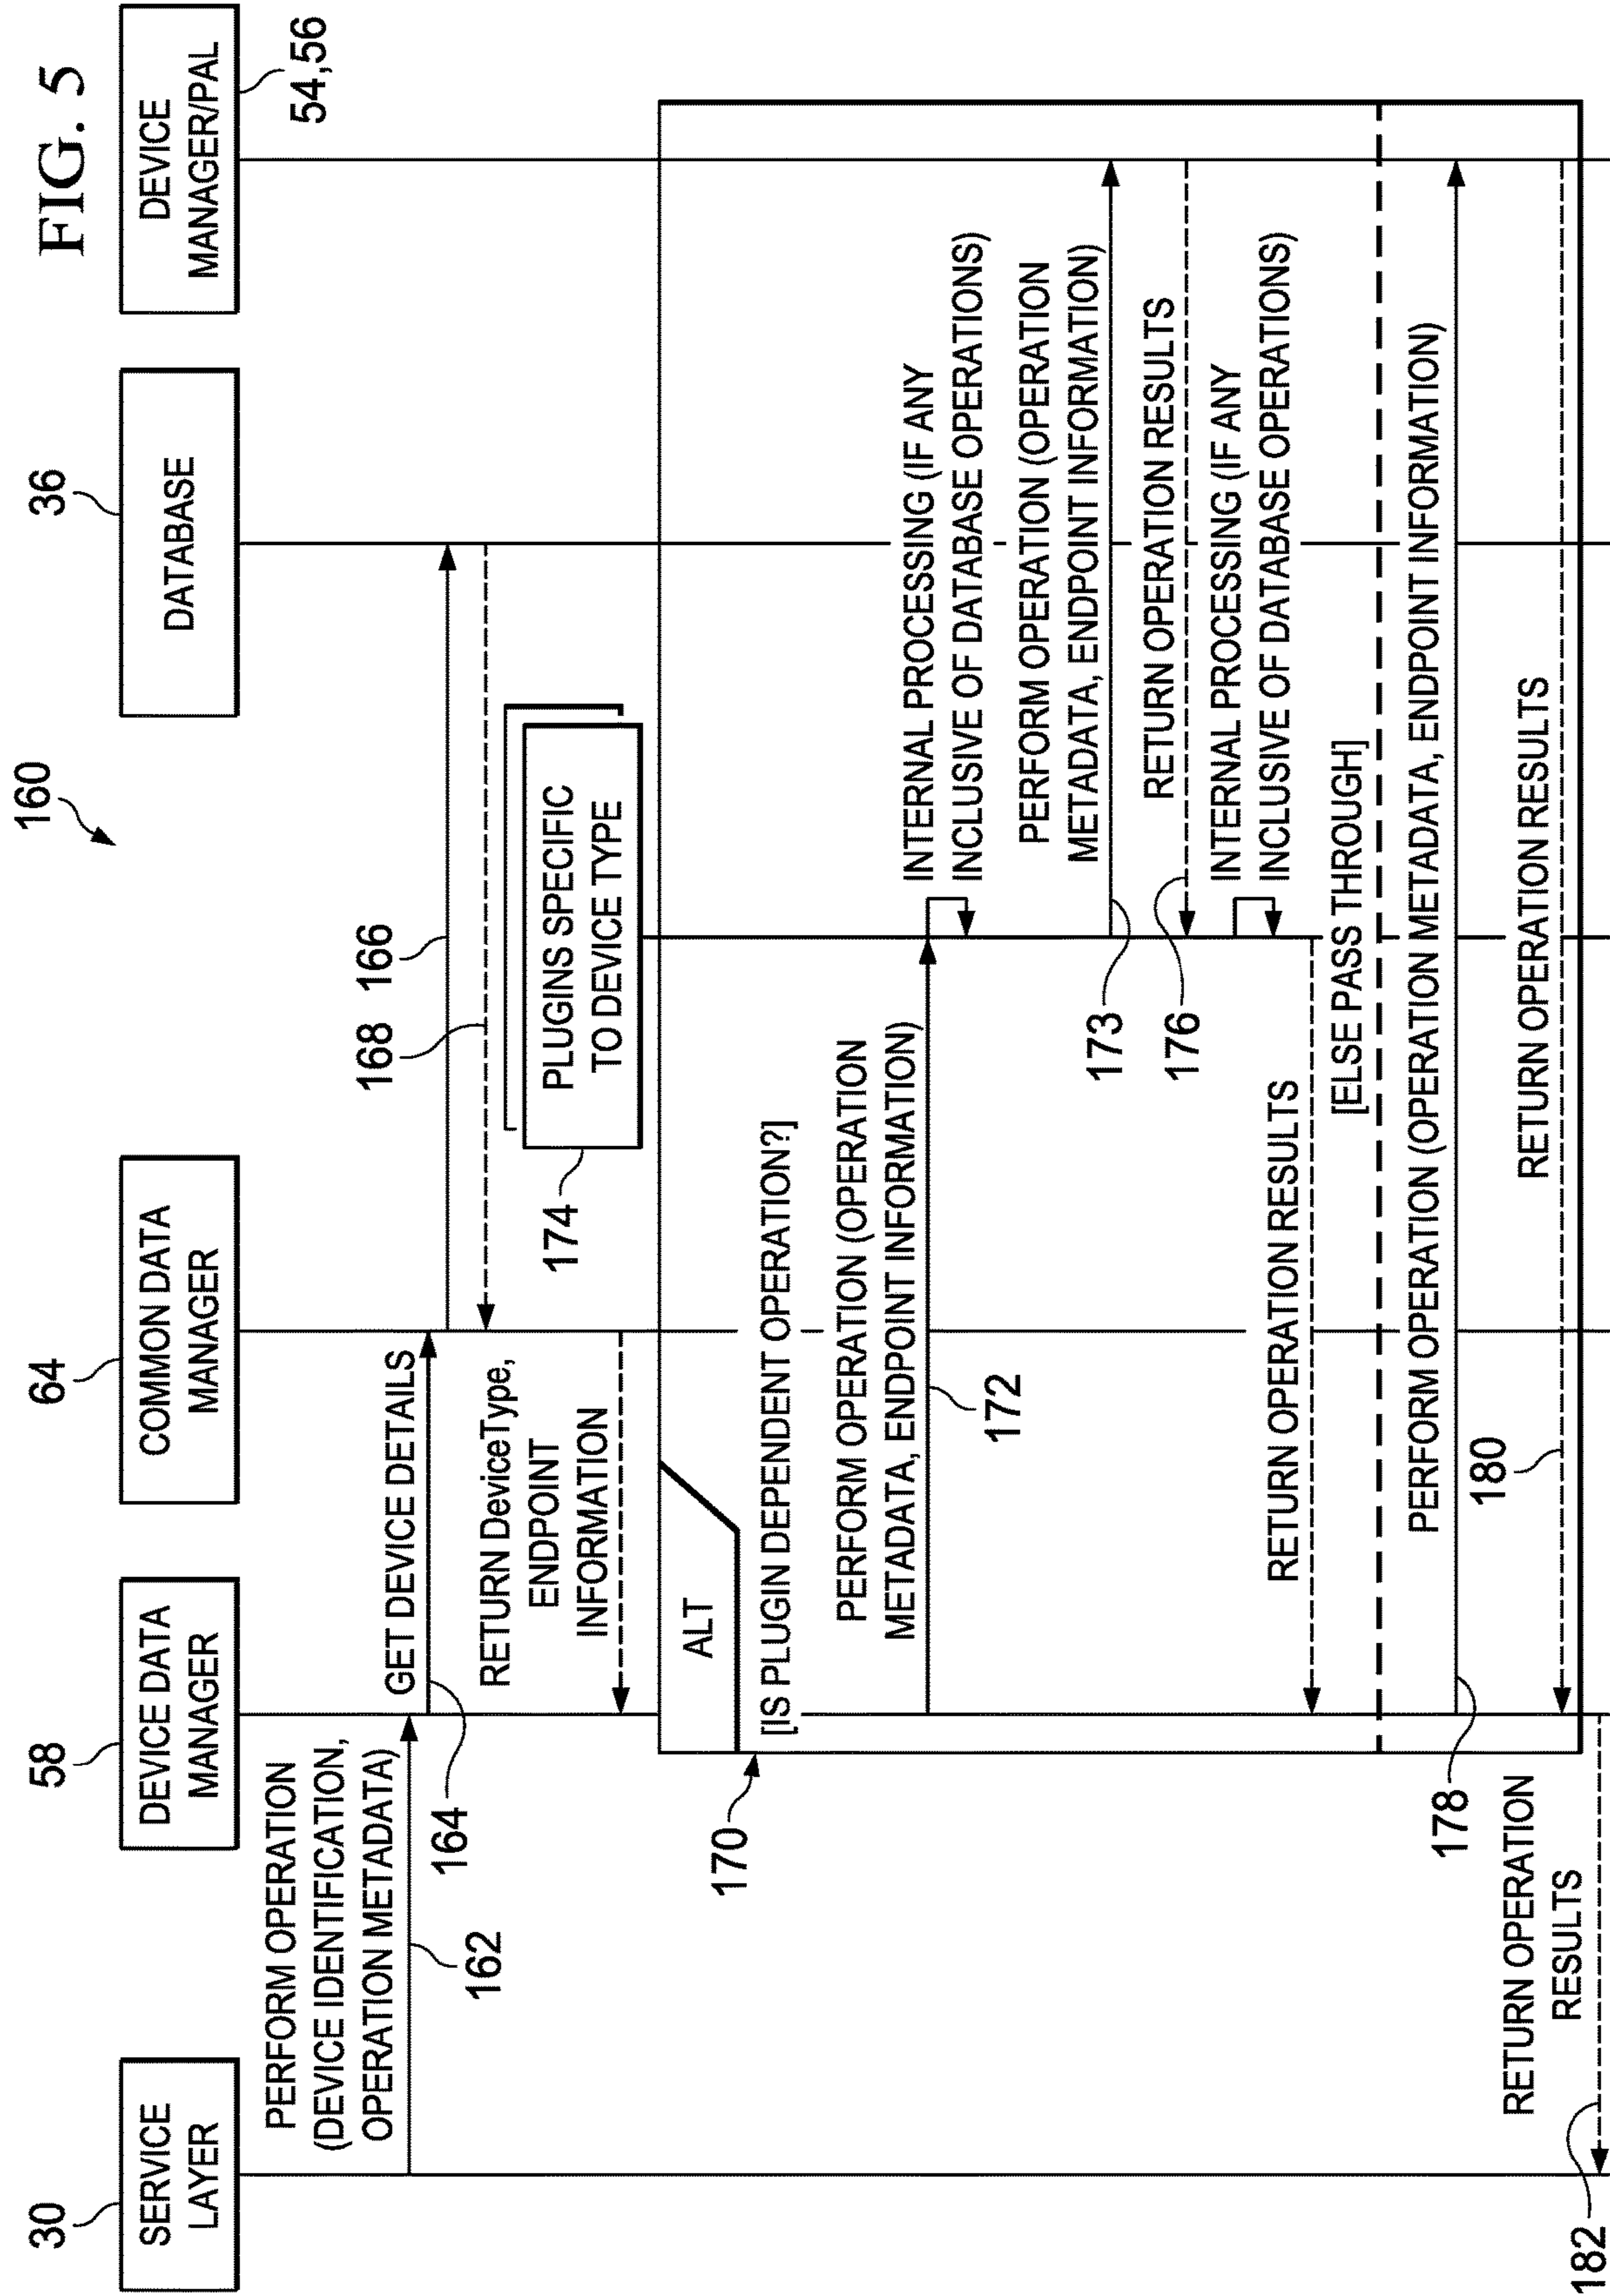 FIG. 5
160
30
SERVICE
LAYER
58
DEVICE DATA
MANAGER
64
COMMON DATA
MANAGER
36
DATABASE
DEVICE
MANAGER/PAL
54,56
PERFORM OPERATION
(DEVICE IDENTIFICATION,
OPERATION METADATA)
162
GET DEVICE DETAILS
164
166
168
RETURN DeviceType,
ENDPOINT
INFORMATION
PLUGINS SPECIFIC
TO DEVICE TYPE
174
ALT
170
[IS PLUGIN DEPENDENT OPERATION?]
PERFORM OPERATION (OPERATION
METADATA, ENDPOINT INFORMATION)
172
INTERNAL PROCESSING (IF ANY
INCLUSIVE OF DATABASE OPERATIONS)
PERFORM OPERATION (OPERATION
METADATA, ENDPOINT INFORMATION)
173
RETURN OPERATION RESULTS
176
INTERNAL PROCESSING (IF ANY
INCLUSIVE OF DATABASE OPERATIONS)
RETURN OPERATION RESULTS
[ELSE PASS THROUGH]
PERFORM OPERATION (OPERATION METADATA, ENDPOINT INFORMATION)
178
180
RETURN OPERATION RESULTS
RETURN OPERATION
RESULTS
182